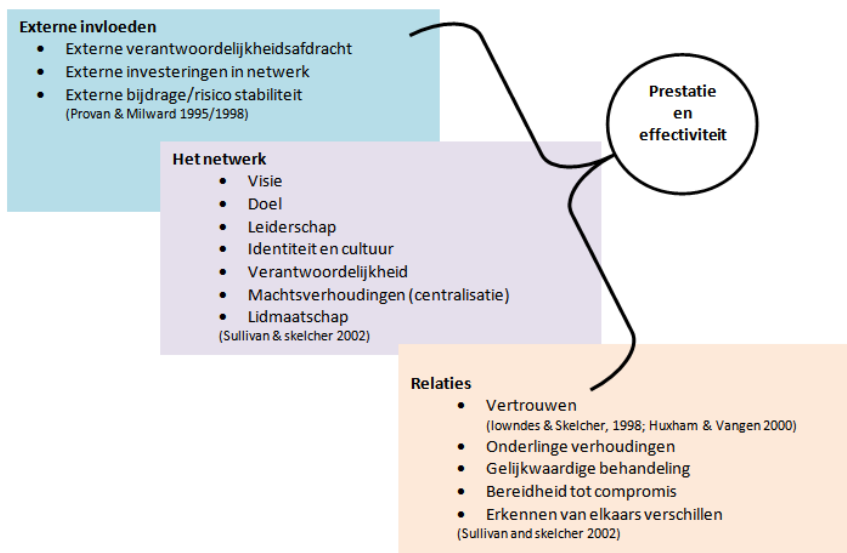 Externe invloeden
• Externe verantwoordelijkheidsafdracht
• Externe investeringen in netwerk
• Externe bijdrage/risico stabiliteit
(Provan & Milward 1995/1998)
Prestatie
en
effectiviteit
Het netwerk
• Visie
• Doel
• Leiderschap
• Identiteit en cultuur
• Verantwoordelijkheid
• Machtsverhoudingen (centralisatie)
• Lidmaatschap
(Sullivan & skelcher 2002)
Relaties
• Vertrouwen
(lowndes & Skelcher, 1998; Huxham & Vangen 2000)
• Onderlinge verhoudingen
• Gelijkwaardige behandeling
• Bereidheid tot compromis
• Erkennen van elkaars verschillen
(Sullivan and skelcher 2002)